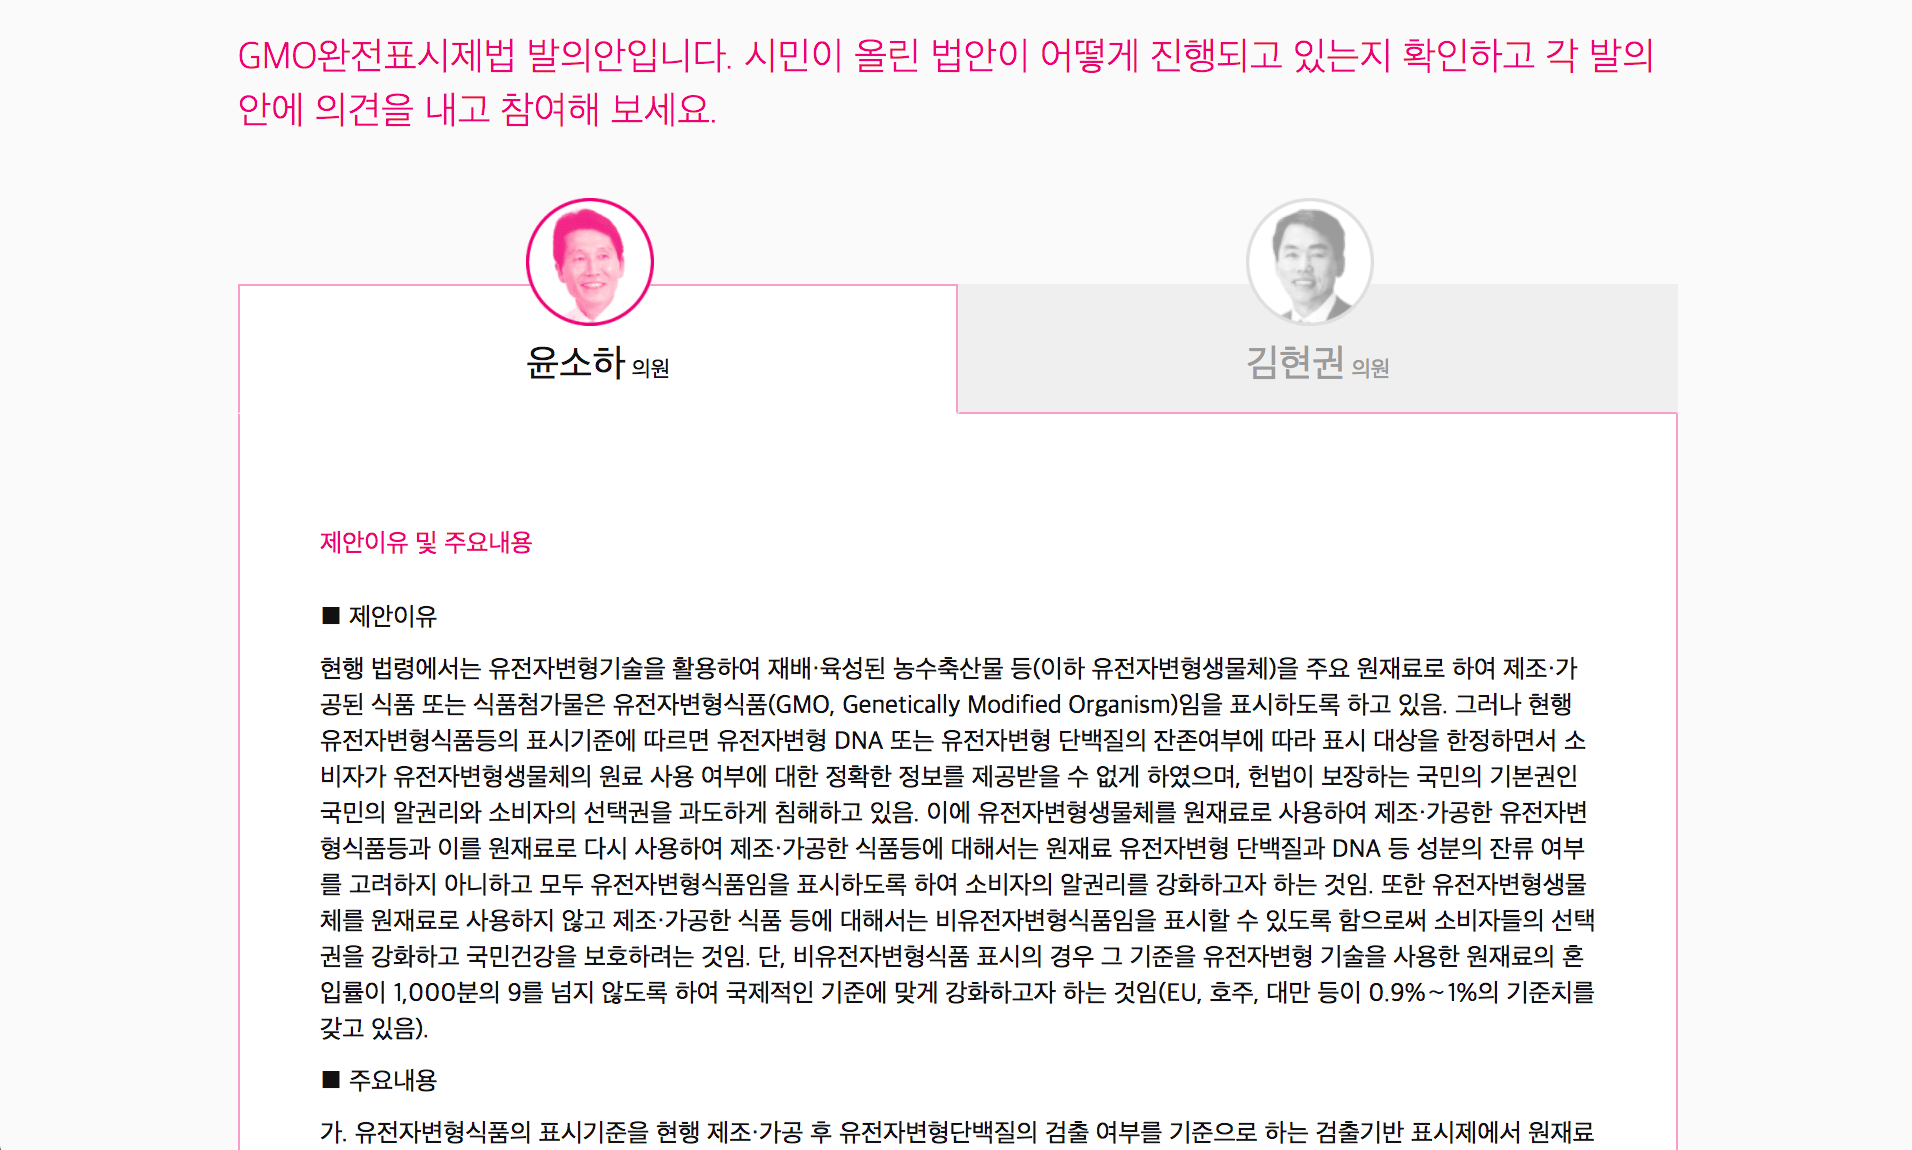 GMO완전표시제법 발의안입니다. 시민이 올린 법안이 어떻게 진행되고 있는지 확인하고 각 발의
안에 의견을 내고 참여해 보세요.
윤소하 의원
김현권 의원
제안이유 및 주요내용
■ 제안이유
현행 법령에서는 유전자변형기술을 활용하여 재배·육성된 농수축산물 등(이하 유전자변형생물체)을 주요 원재료로 하여 제조·가
공된 식품 또는 식품첨가물은 유전자변형식품(GMO, Genetically Modified Organism)임을 표시하도록 하고 있음. 그러나 현행
유전자변형식품등의 표시기준에 따르면 유전자변형 DNA 또는 유전자변형 단백질의 잔존여부에 따라 표시 대상을 한정하면서 소
비자가 유전자변형생물체의 원료 사용 여부에 대한 정확한 정보를 제공받을 수 없게 하였으며, 헌법이 보장하는 국민의 기본권인
국민의 알권리와 소비자의 선택권을 과도하게 침해하고 있음. 이에 유전자변형생물체를 원재료로 사용하여 제조·가공한 유전자변
형식품등과 이를 원재료로 다시 사용하여 제조·가공한 식품등에 대해서는 원재료 유전자변형 단백질과 DNA 등 성분의 잔류 여부
를 고려하지 아니하고 모두 유전자변형식품임을 표시하도록 하여 소비자의 알권리를 강화하고자 하는 것임. 또한 유전자변형생물
체를 원재료로 사용하지 않고 제조·가공한 식품 등에 대해서는 비유전자변형식품임을 표시할 수 있도록 함으로써 소비자들의 선택
권을 강화하고 국민건강을 보호하려는 것임. 단, 비유전자변형식품 표시의 경우 그 기준을 유전자변형 기술을 사용한 원재료의 혼
입률이 1,000분의 9를 넘지 않도록 하여 국제적인 기준에 맞게 강화하고자 하는 것임(EU, 호주, 대만 등이 0.9%~1%의 기준치를
갖고 있음).
■ 주요내용
가. 유전자변형식품의 표시기준을 현행 제조·가공 후 유전자변형단백질의 검출 여부를 기준으로 하는 검출기반 표시제에서 원재료